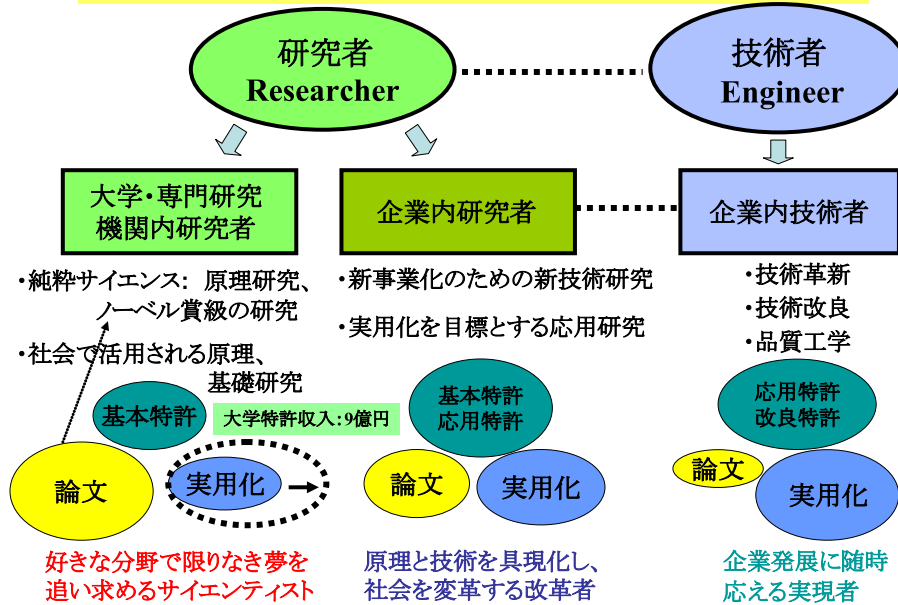 研究者
Researcher
技術者
Engineer
大学・専門研究
機関内研究者
企業内研究者
企業内技術者
・純粋サイエンス: 原理研究、
ノーベル賞級の研究
・社会で活用される原理、
基礎研究
・新事業化のための新技術研究
・実用化を目標とする応用研究
・技術革新
・技術改良
・品質工学
基本特許
大学特許収入:9億円
論文
実用化
基本特許
応用特許
論文
実用化
応用特許
改良特許
論文
実用化
好きな分野で限りなき夢を
追い求めるサイエンティスト
原理と技術を具現化し、
社会を変革する改革者
企業発展に随時
応える実現者